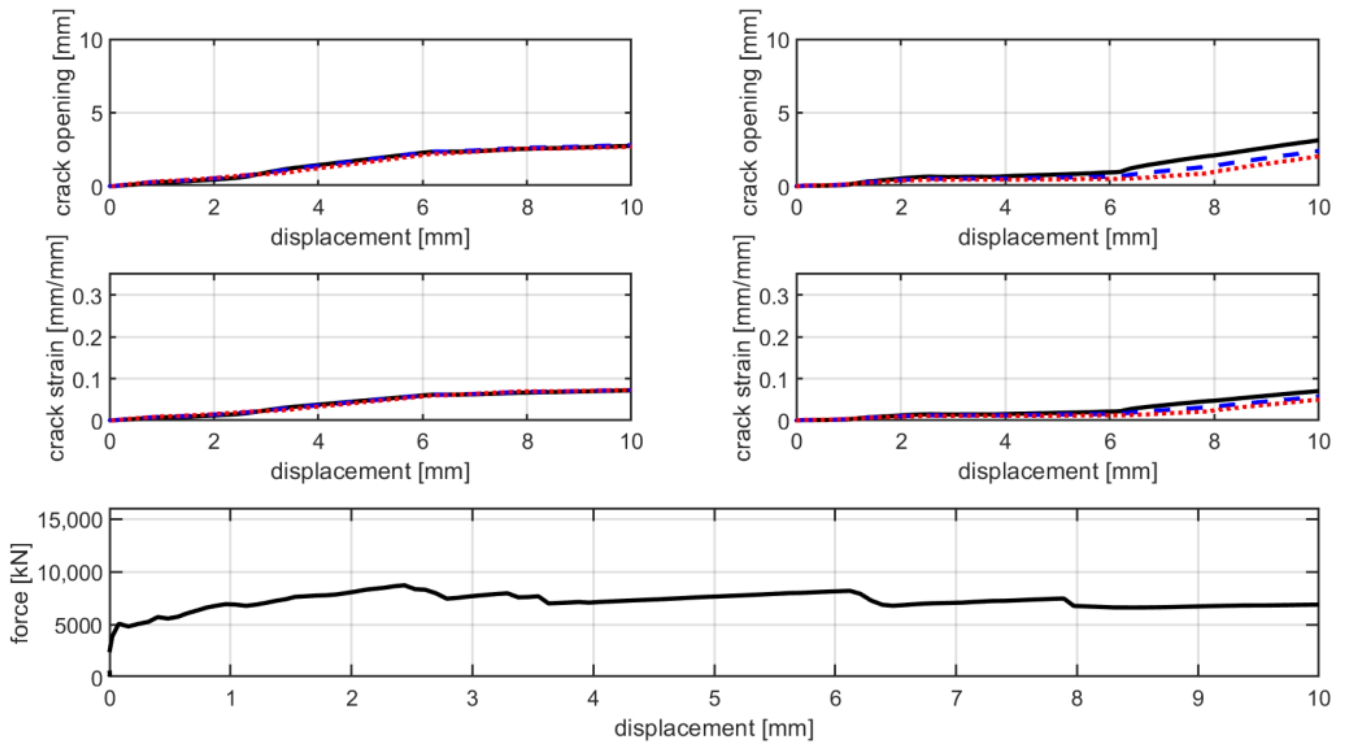 10
5
0
crack opening [mm]
0 2 4 6 8 10
displacement [mm]
10
5
0
crack opening [mm]
0 2 4 6 8 10
displacement [mm]
0.3
0.2
0.1
0
crack strain [mm/mm]
0 2 4 6 8 10
displacement [mm]
0.3
0.2
0.1
0
crack strain [mm/mm]
0 2 4 6 8 10
displacement [mm]
15,000
10,000
5000
0
force [kN]
0 1 2 3 4 5 6 7 8 9 10
displacement [mm]